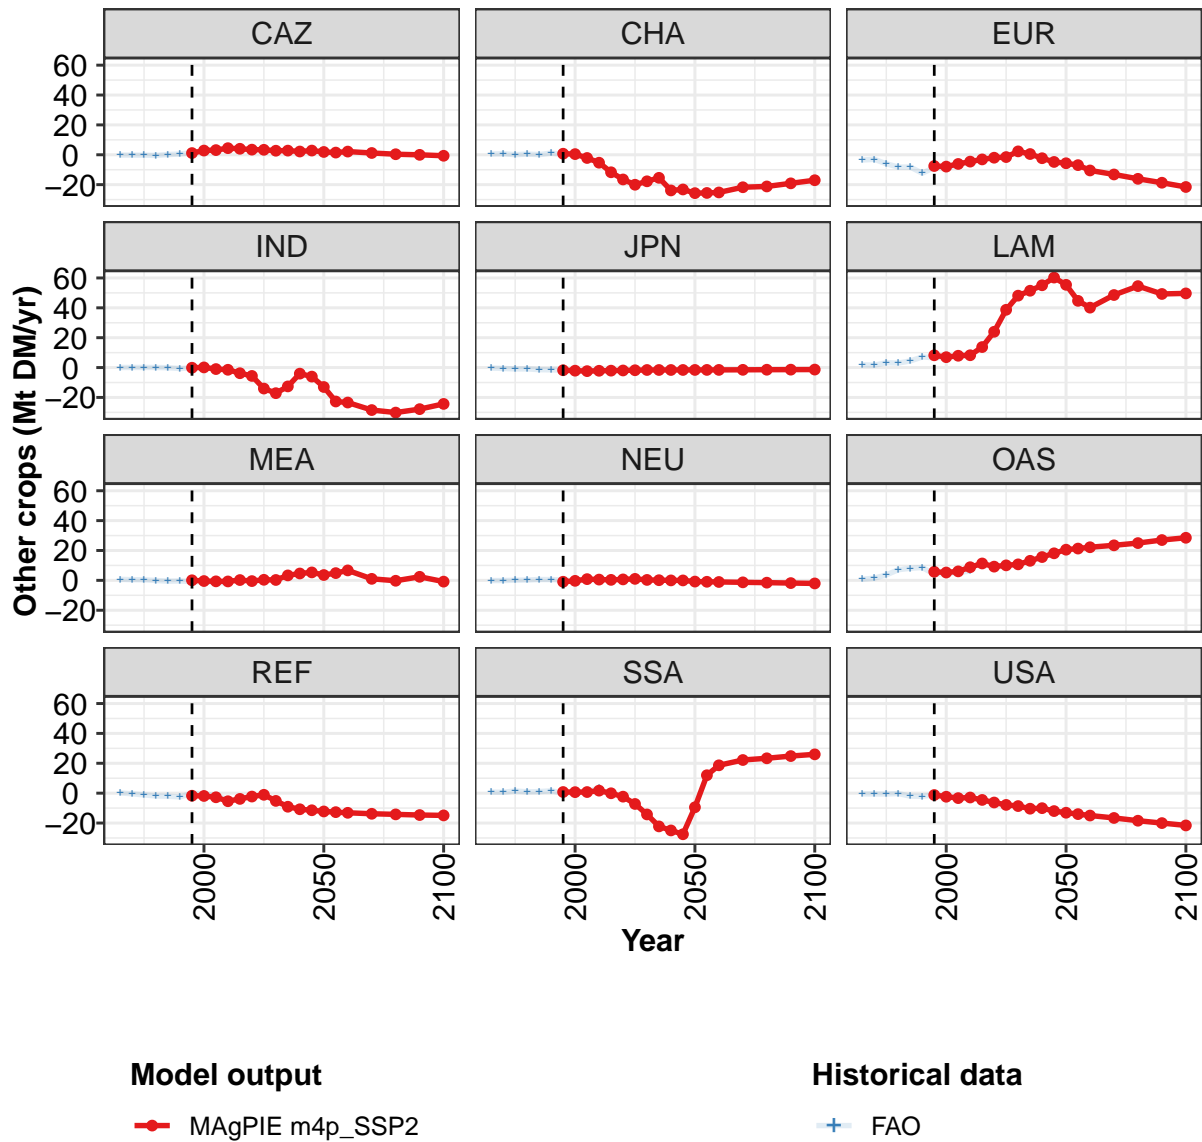 CAZ CHA EUR
60
40
20
0
−20
IND JPN LAM
60
40
20
0
−20
MEA NEU OAS
60
40
20
0
−20
REF SSA USA
60
40
20
0
−20
Other crops (Mt DM/yr)
2000 2050 2100 2000 2050 2100 2000 2050 2100
Year
Model output Historical data
MAgPIE m4p_SSP2 FAO